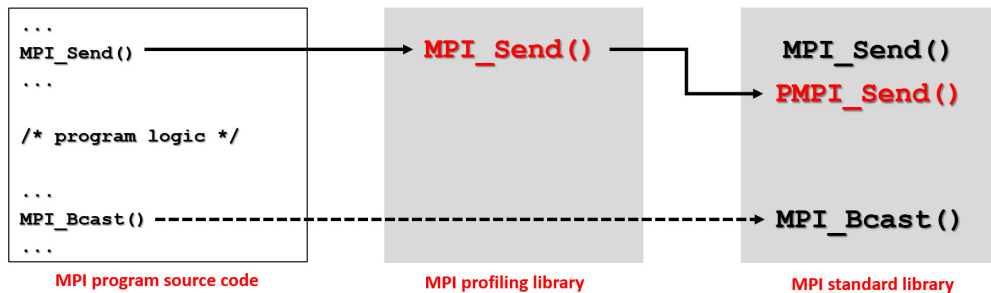 ...
MPI_Send()
...
/* program logic */
...
MPI_Bcast()
...
MPI program source code
MPI_Send()
MPI profiling library
MPI_Send()
PMPI_Send()
MPI_Bcast()
MPI standard library